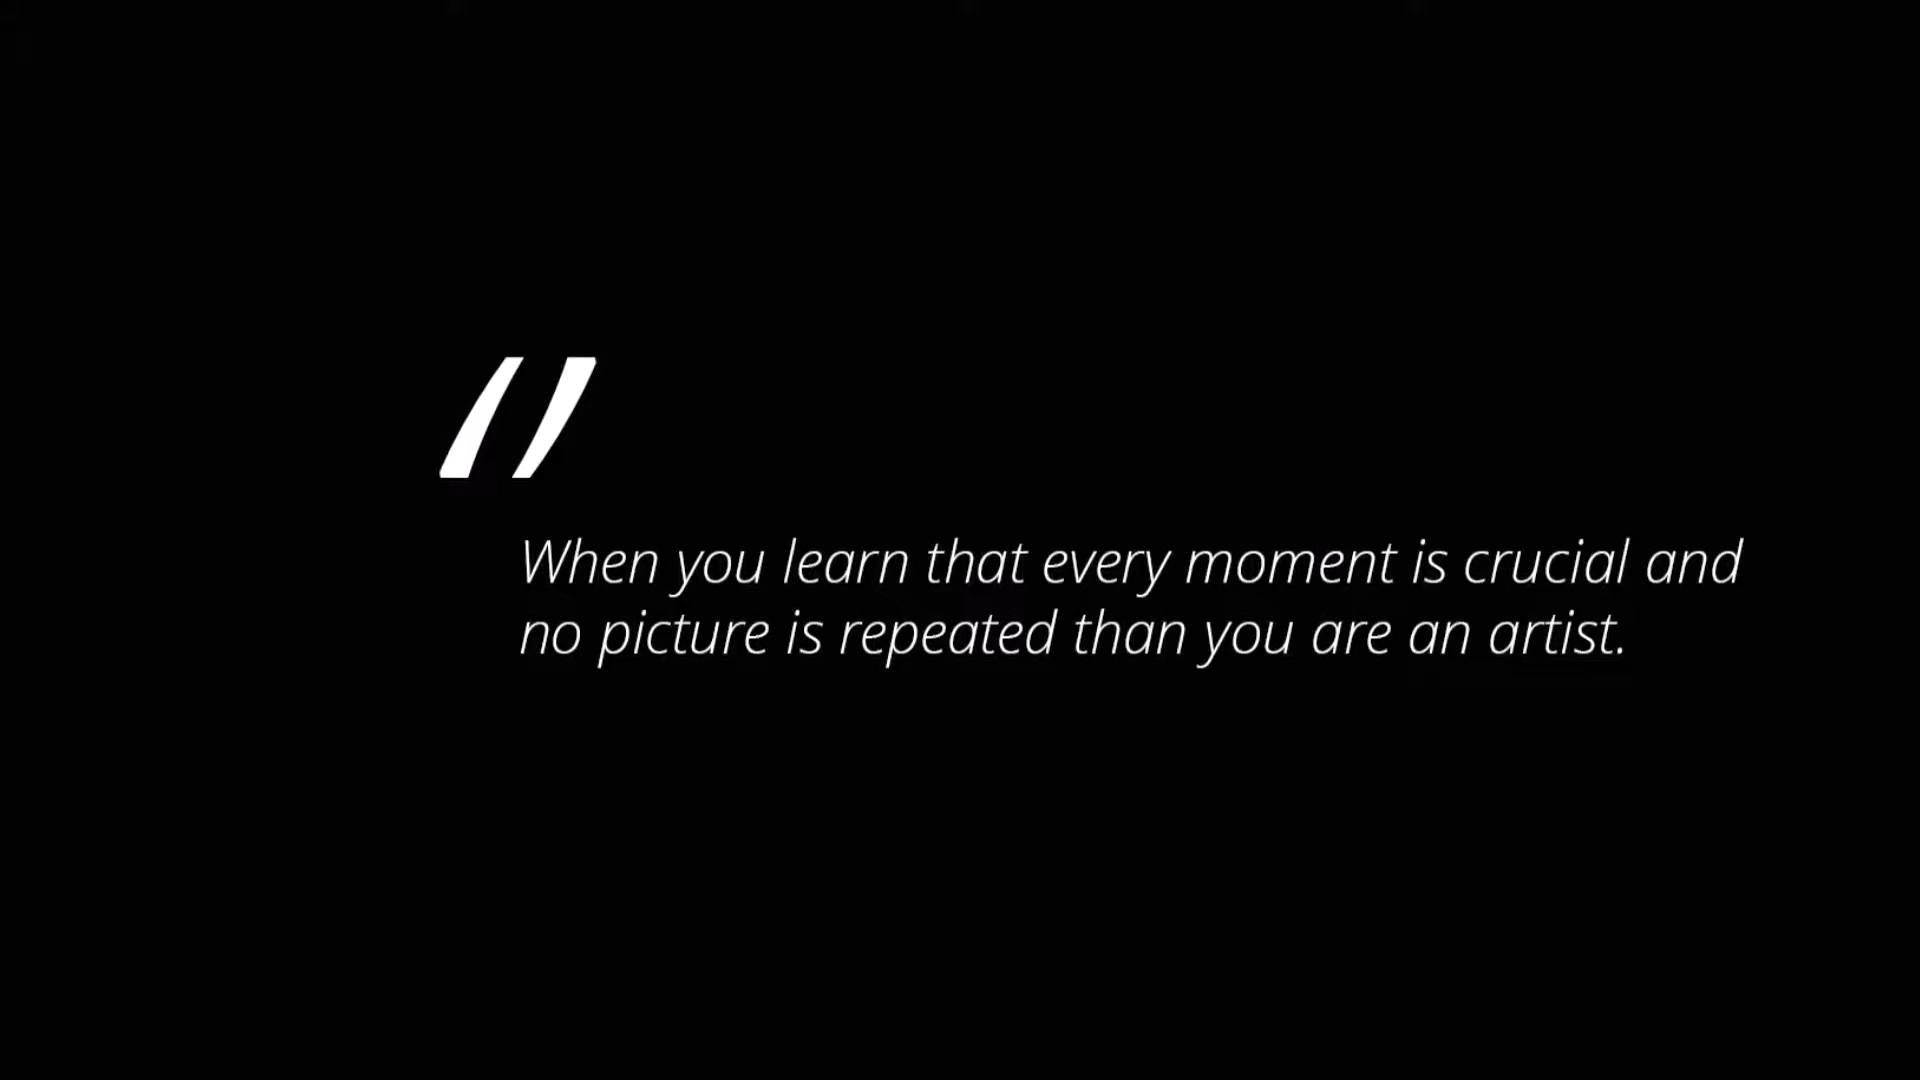 "
When you learn that every moment is crucial and
no picture is repeated than you are an artist.